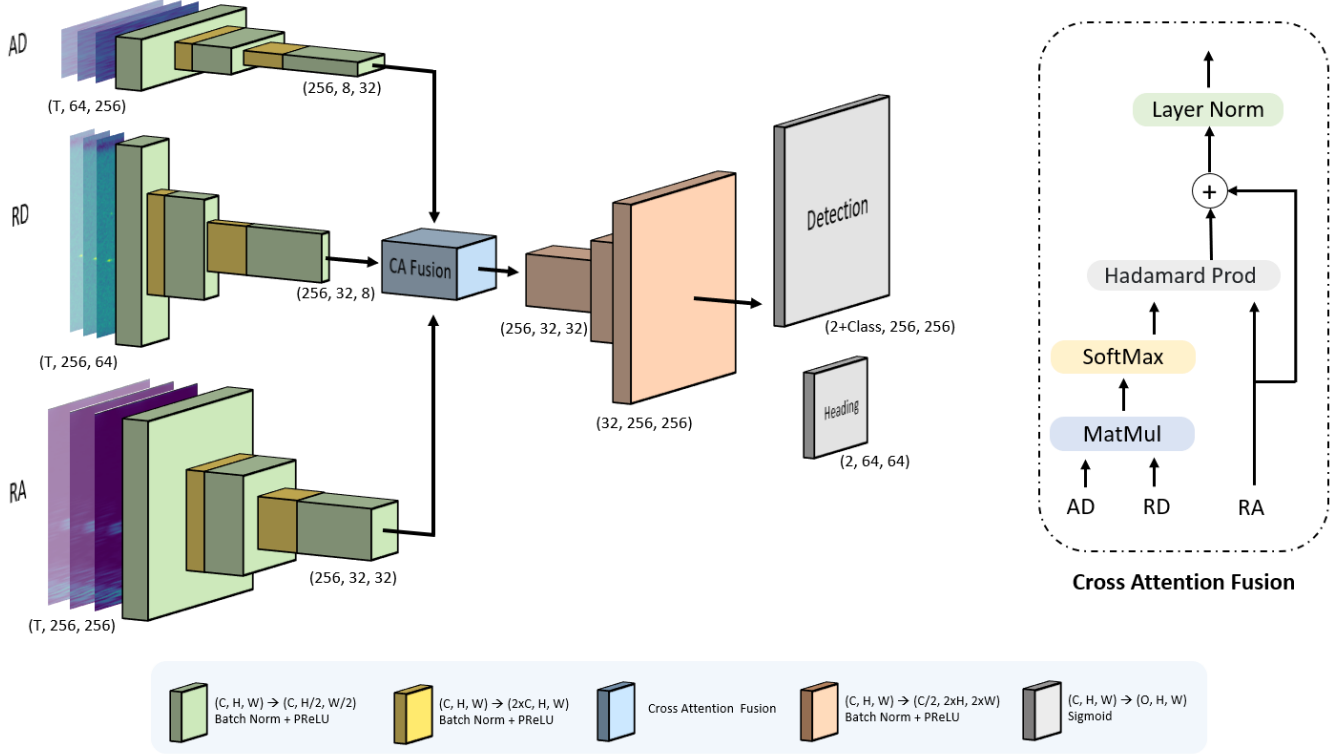 AD
(T, 64, 256)
(256, 8, 32)
RD
(T, 256, 64)
(256, 32, 8)
RA
(T, 256, 256)
(256, 32, 32)
CA Fusion
(256, 32, 32)
(32, 256, 256)
Detection
(2+Class, 256, 256)
Heading
(2, 64, 64)
Layer Norm
+
Hadamard Prod
SoftMax
MatMul
AD RD RA
Cross Attention Fusion
(C, H, W) → (C, H/2, W/2)
Batch Norm + PReLU
(C, H, W) → (2xC, H, W)
Batch Norm + PReLU
Cross Attention Fusion
(C, H, W) → (C/2, 2xH, 2xW)
Batch Norm + PReLU
(C, H, W) → (O, H, W)
Sigmoid